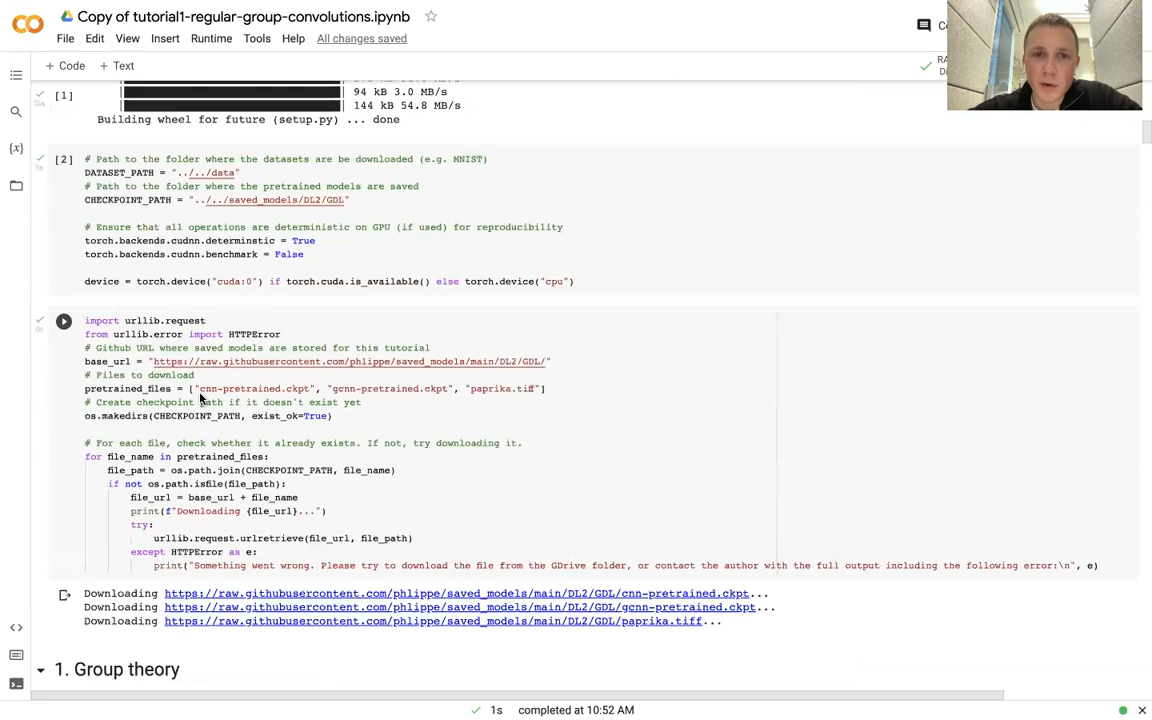 Copy of tutorial1-regular-group-convolutions.ipynb
File Edit View Insert Runtime Tools Help All changes saved
+ Code + Text
94 kB 3.0 MB/s
[1]
144 kB 54.8 MB/s
Building wheel for future (setup.py) ... done
[2]
# Path to the folder where the datasets are downloaded (e.g. MNIST)
DATASET_PATH = "../../data"
# Path to the folder where the pretrained models are saved
CHECKPOINT_PATH = "../../saved_models/DL2/GDL"
# Ensure that all operations are deterministic on GPU (if used) for reproducibility
torch.backends.cudnn.determinstic = True
torch.backends.cudnn.benchmark = False
device = torch.device("cuda:0") if torch.cuda.is_available() else torch.device("cpu")
import urllib.request
from urllib.error import HTTPError
# Github URL where saved models are stored for this tutorial
base_url = "https://raw.githubusercontent.com/phlippe/saved_models/main/DL2/GDL/"
# Files to download
pretrained_files = ["cnn-pretrained.ckpt", "gcnn-pretrained.ckpt", "paprika.tiff"]
# Create checkpoint path if it doesn't exist yet
os.makedirs(CHECKPOINT_PATH, exist_ok=True)
# For each file, check whether it already exists. If not, try downloading it.
for file_name in pretrained_files:
file_path = os.path.join(CHECKPOINT_PATH, file_name)
if not os.path.isfile(file_path):
file_url = base_url + file_name
print(f"Downloading {file_url}...")
try:
urllib.request.urlretrieve(file_url, file_path)
except HTTPError as e:
print("Something went wrong. Please try to download the file from the GDrive folder, or contact the author with the full output including the following error:\n", e)
Downloading https://raw.githubusercontent.com/phlippe/saved_models/main/DL2/GDL/cnn-pretrained.ckpt...
Downloading https://raw.githubusercontent.com/phlippe/saved_models/main/DL2/GDL/gcnn-pretrained.ckpt...
Downloading https://raw.githubusercontent.com/phlippe/saved_models/main/DL2/GDL/paprika.tiff...
1. Group theory
1s completed at 10:52 AM